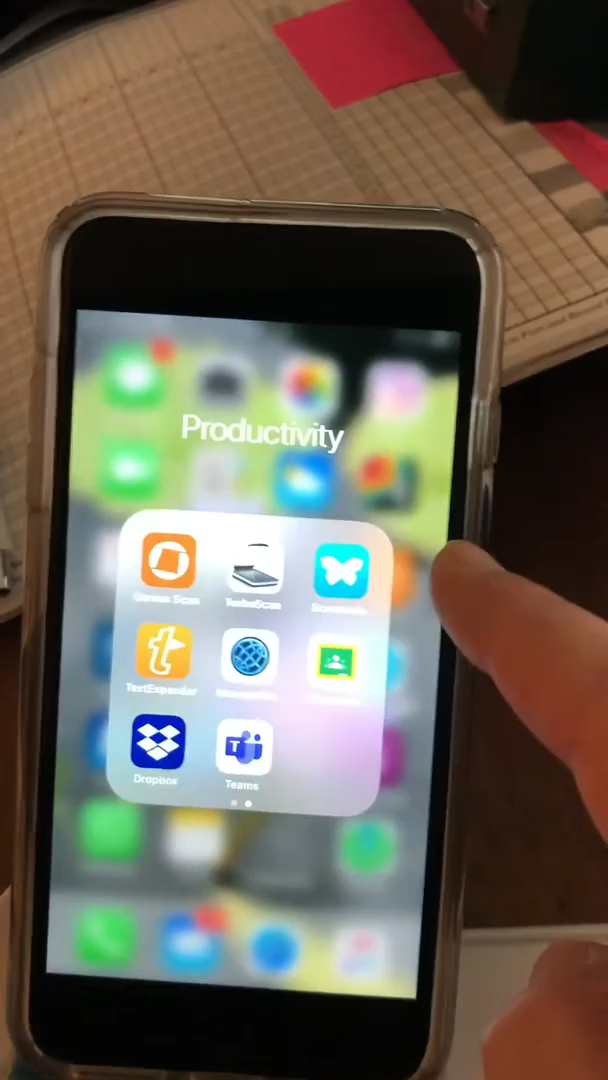 Productivity
Genius Scan
TurboScan
TextExpander
Dropbox
Teams